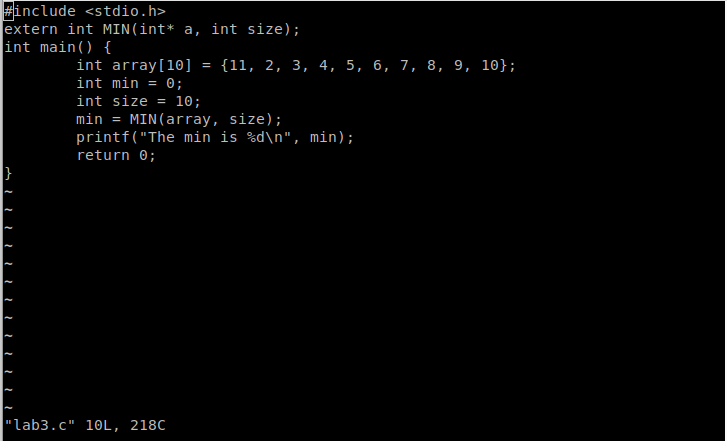 #include <stdio.h>
extern int MIN(int* a, int size);
int main() {
        int array[10] = {11, 2, 3, 4, 5, 6, 7, 8, 9, 10};
        int min = 0;
        int size = 10;
        min = MIN(array, size);
        printf("The min is %d\n", min);
        return 0;
}
~
~
~
~
~
~
~
~
~
~
~
~
~
"lab3.c" 10L, 218C